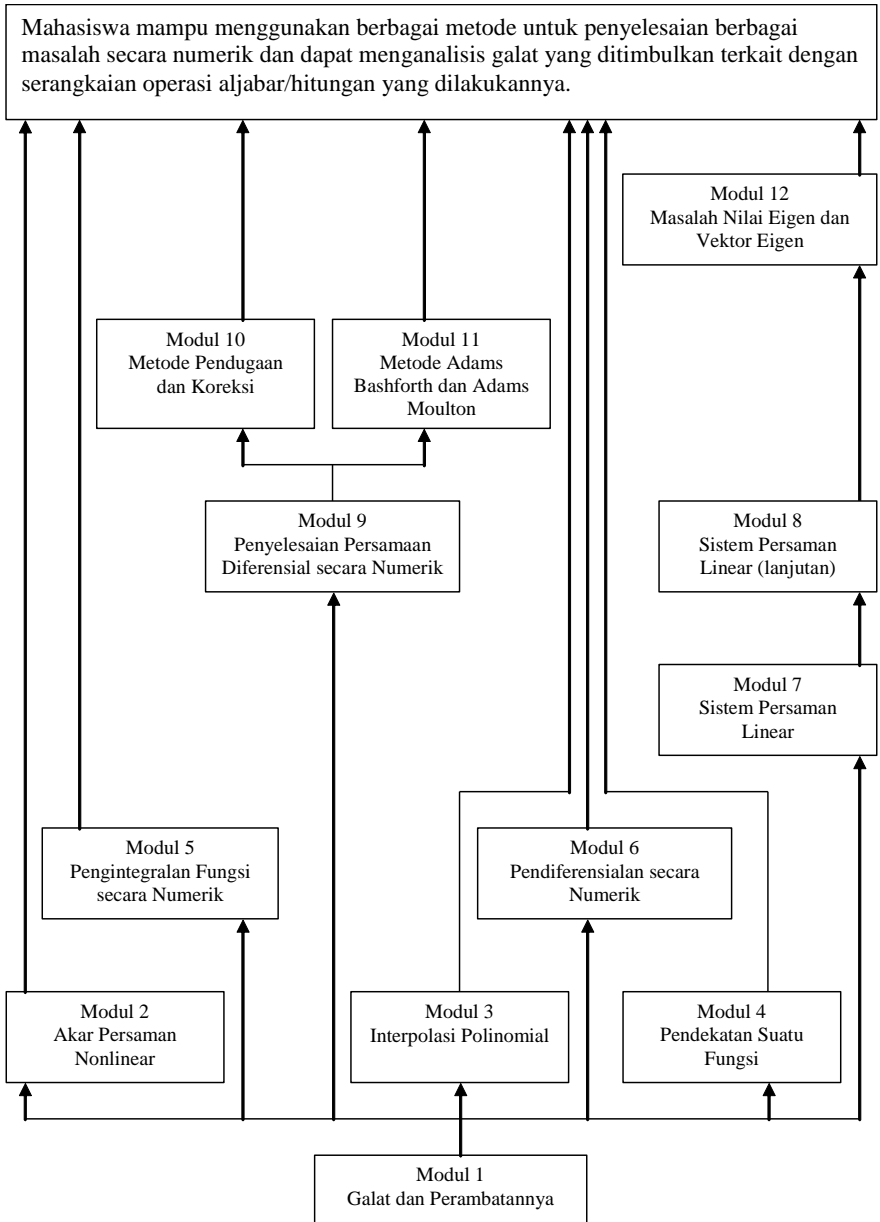 Mahasiswa mampu menggunakan berbagai metode untuk penyelesaian berbagai
masalah secara numerik dan dapat menganalisis galat yang ditimbulkan terkait dengan
serangkaian operasi aljabar/hitungan yang dilakukannya.
Modul 12
Masalah Nilai Eigen dan
Vektor Eigen
Modul 10
Metode Pendugaan
dan Koreksi
Modul 11
Metode Adams
Bashforth dan Adams
Moulton
Modul 9
Penyelesaian Persamaan
Diferensial secara Numerik
Modul 8
Sistem Persaman
Linear (lanjutan)
Modul 7
Sistem Persaman
Linear
Modul 5
Pengintegralan Fungsi
secara Numerik
Modul 6
Pendiferensialan secara
Numerik
Modul 2
Akar Persaman
Nonlinear
Modul 3
Interpolasi Polinomial
Modul 4
Pendekatan Suatu
Fungsi
Modul 1
Galat dan Perambatannya